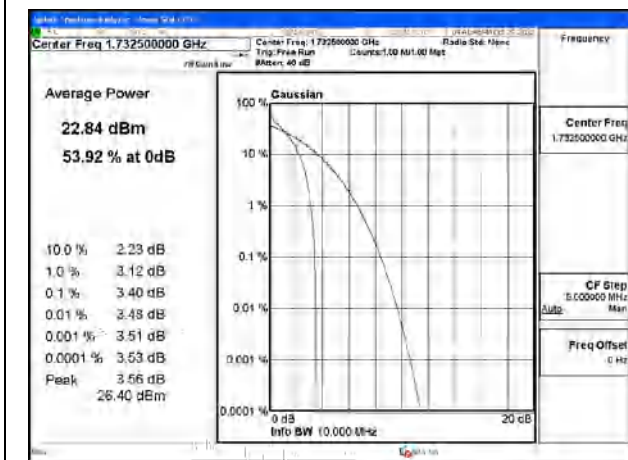 Center Freq 1.732500000 GHz
Center Freq: 1.732500000 GHz
Radio Std: None
Trig: Free Run
Counts:1.00 M/1.00 Mpt
#Atten: 40 dB
Frequency
Average Power
22.84 dBm
53.92 % at 0dB
10.0 % 2.23 dB
1.0 % 3.12 dB
0.1 % 3.40 dB
0.01 % 3.48 dB
0.001 % 3.51 dB
0.0001 % 3.53 dB
Peak 3.56 dB
26.40 dBm
Gaussian
100 %
10 %
1 %
0.1 %
0.01 %
0.001 %
0.0001 %
0 dB
20 dB
Info BW 10.000 MHz
Center Freq
1.732500000 GHz
CF Step
5.000000 MHz
Auto Man
Freq Offset
0 Hz